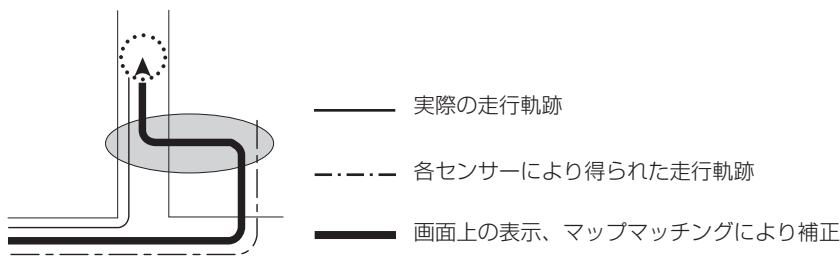 実際の走行軌跡
各センサーにより得られた走行軌跡
画面上の表示、マップマッチングにより補正